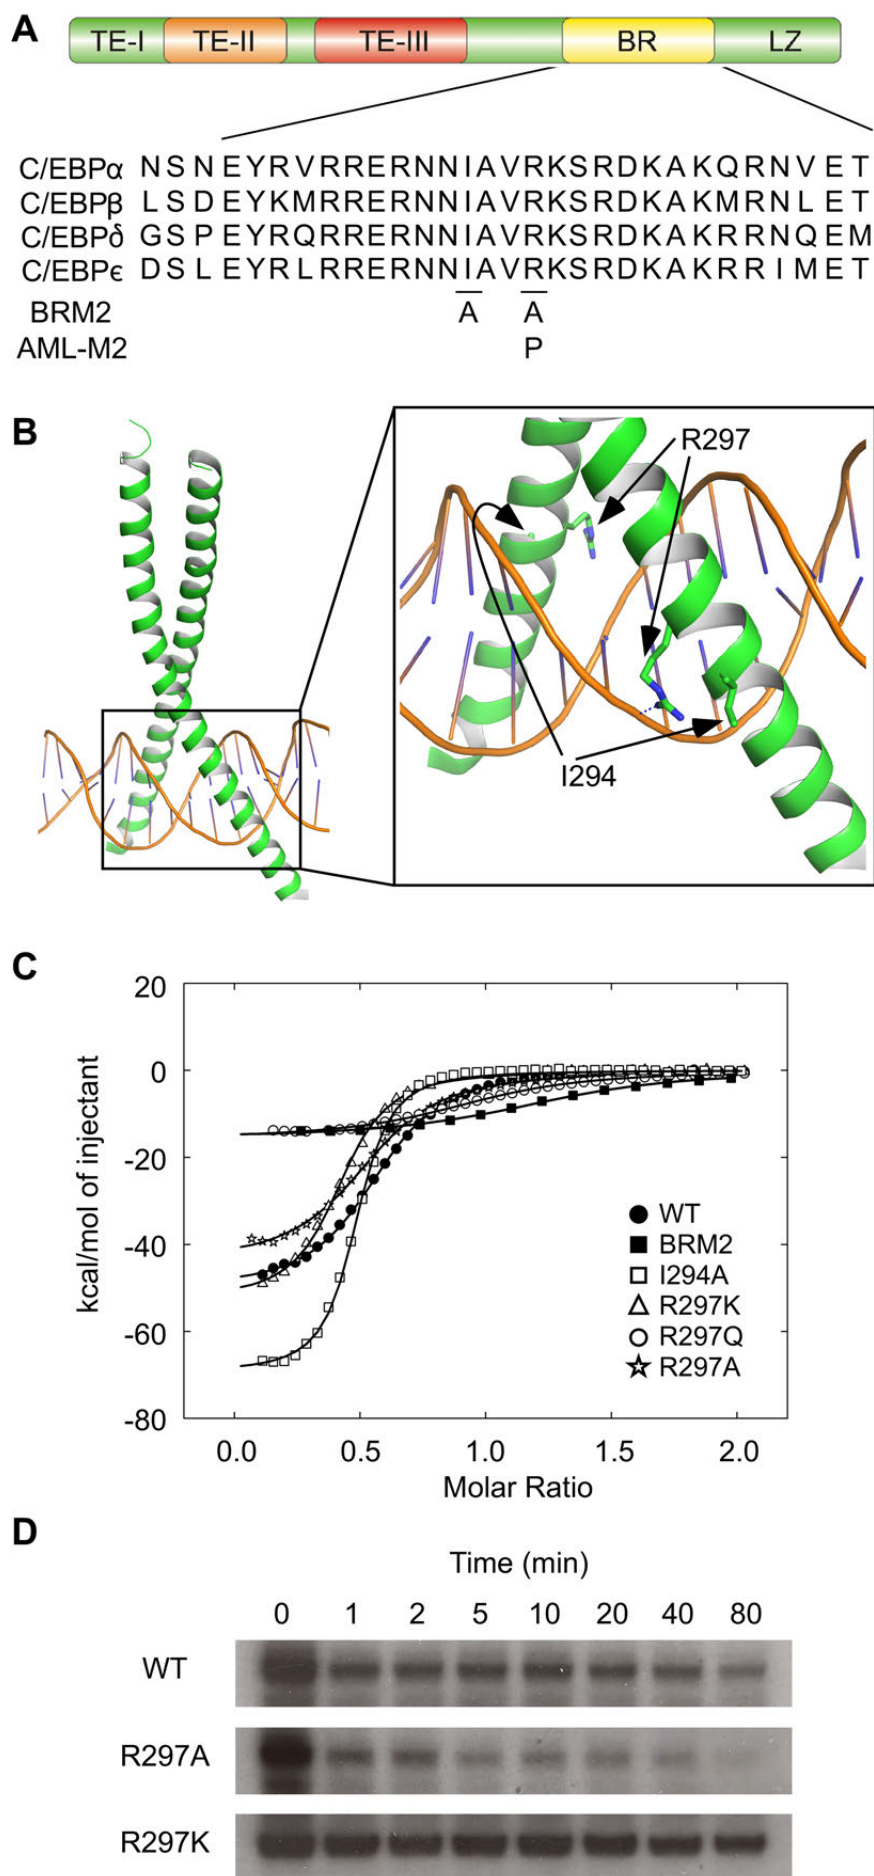 A
TE-I TE-II TE-III BR LZ
C/EBPα N S N E Y R V R R E R N N I A V R K S R D K A K Q R N V E T
C/EBPβ L S D E Y K M R R E R N N I A V R K S R D K A K M R N L E T
C/EBPδ G S P E Y R Q R R E R N N I A V R K S R D K A K R R N Q E M
C/EBPϵ D S L E Y R L R R E R N N I A V R K S R D K A K R R I M E T
BRM2 A A
AML-M2 P
B
R297
I294
C
20
0
-20
-40
-60
-80
kcal/mol of injectant
WT
BRM2
I294A
R297K
R297Q
R297A
0.0 0.5 1.0 1.5 2.0
Molar Ratio
D
Time (min)
0 1 2 5 10 20 40 80
WT
R297A
R297K